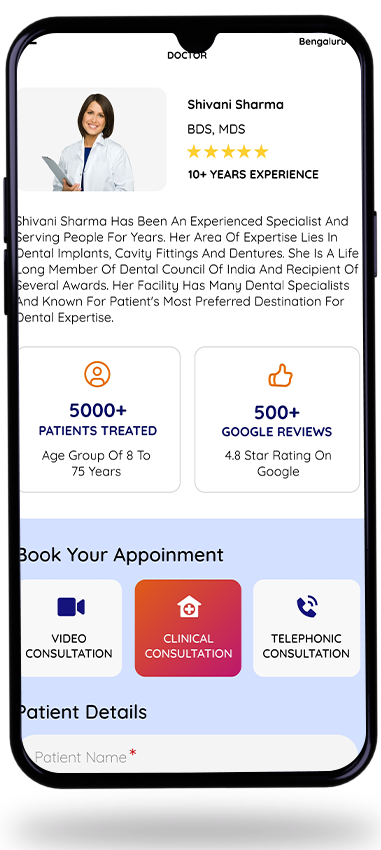 Bengaluru
DOCTOR
Shivani Sharma
BDS, MDS
10+ YEARS EXPERIENCE
Shivani Sharma Has Been An Experienced Specialist And
Serving People For Years. Her Area Of Expertise Lies In
Dental Implants, Cavity Fittings And Dentures. She Is A Life
Long Member Of Dental Council Of India And Recipient Of
Several Awards. Her Facility Has Many Dental Specialists
And Known For Patient's Most Preferred Destination For
Dental Expertise.
5000+
PATIENTS TREATED
Age Group Of 8 To
75 Years
500+
GOOGLE REVIEWS
4.8 Star Rating On
Google
Book Your Appoinment
VIDEO
CONSULTATION
CLINICAL
CONSULTATION
TELEPHONIC
CONSULTATION
Patient Details
Patient Name*